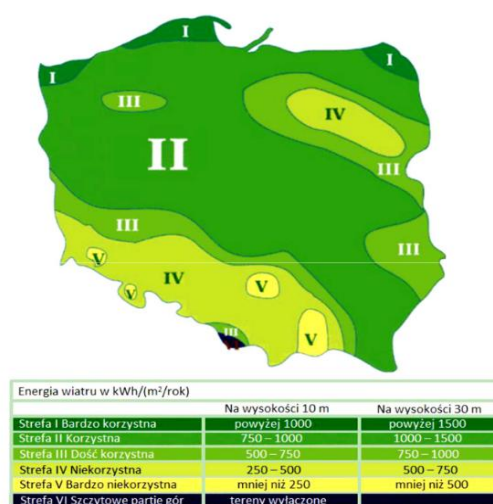 I
I
I
III
IV
II
III
III
III
V
IV
V
V
III
V
Energia wiatru w kWh/(m²/rok)
Na wysokości 10 m Na wysokości 30 m
Strefa I Bardzo korzystna powyżej 1000 powyżej 1500
Strefa II Korzystna 750 – 1000 1000 – 1500
Strefa III Dość korzystna 500 – 750 750 – 1000
Strefa IV Niekorzystna 250 – 500 500 – 750
Strefa V Bardzo niekorzystna mniej niż 250 mniej niż 500
Strefa VI Szczytowe partie gór tereny wyłączone